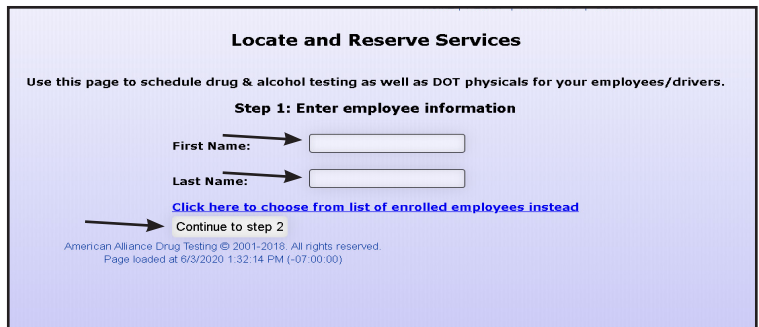 Locate and Reserve Services
Use this page to schedule drug & alcohol testing as well as DOT physicals for your employees/drivers.
Step 1: Enter employee information
First Name:
Last Name:
Click here to choose from list of enrolled employees instead
Continue to step 2
American Alliance Drug Testing © 2001-2018. All rights reserved.
Page loaded at 6/3/2020 1:32:14 PM (-07:00:00)